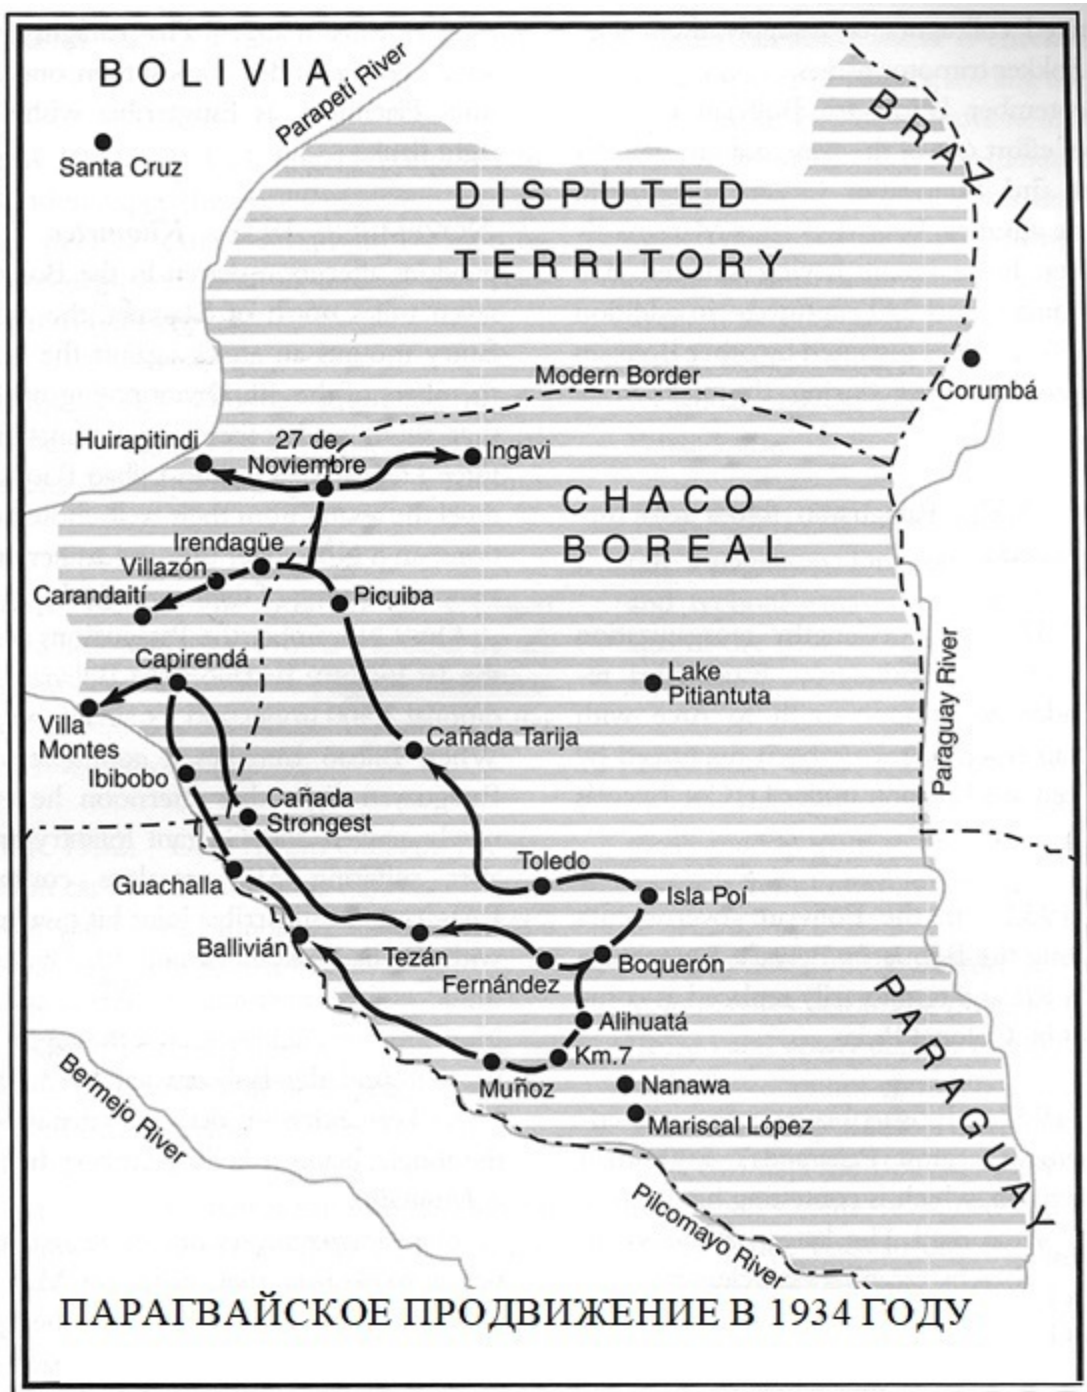 BOLIVIA
Parapetí River
Santa Cruz
BRAZIL
DISPUTED
TERRITORY
Modern Border
Corumbá
Huirapitindi
27 de
Noviembre
Ingavi
CHACO
BOREAL
Irendagüe
Villazón
Carandaití
Picuiba
Capirendá
Lake
Pitiantuta
Paraguay River
Villa
Montes
Cañada Tarija
Ibibobo
Cañada
Strongest
Toledo
Guachalla
Isla Poí
Ballivián
Tezán
Fernández
Boquerón
PARAGUAY
Alihuatá
Km.7
Muñoz
Nanawa
Mariscal López
Bermejo River
Pilcomayo River
ПАРАГВАЙСКОЕ ПРОДВИЖЕНИЕ В 1934 ГОДУ